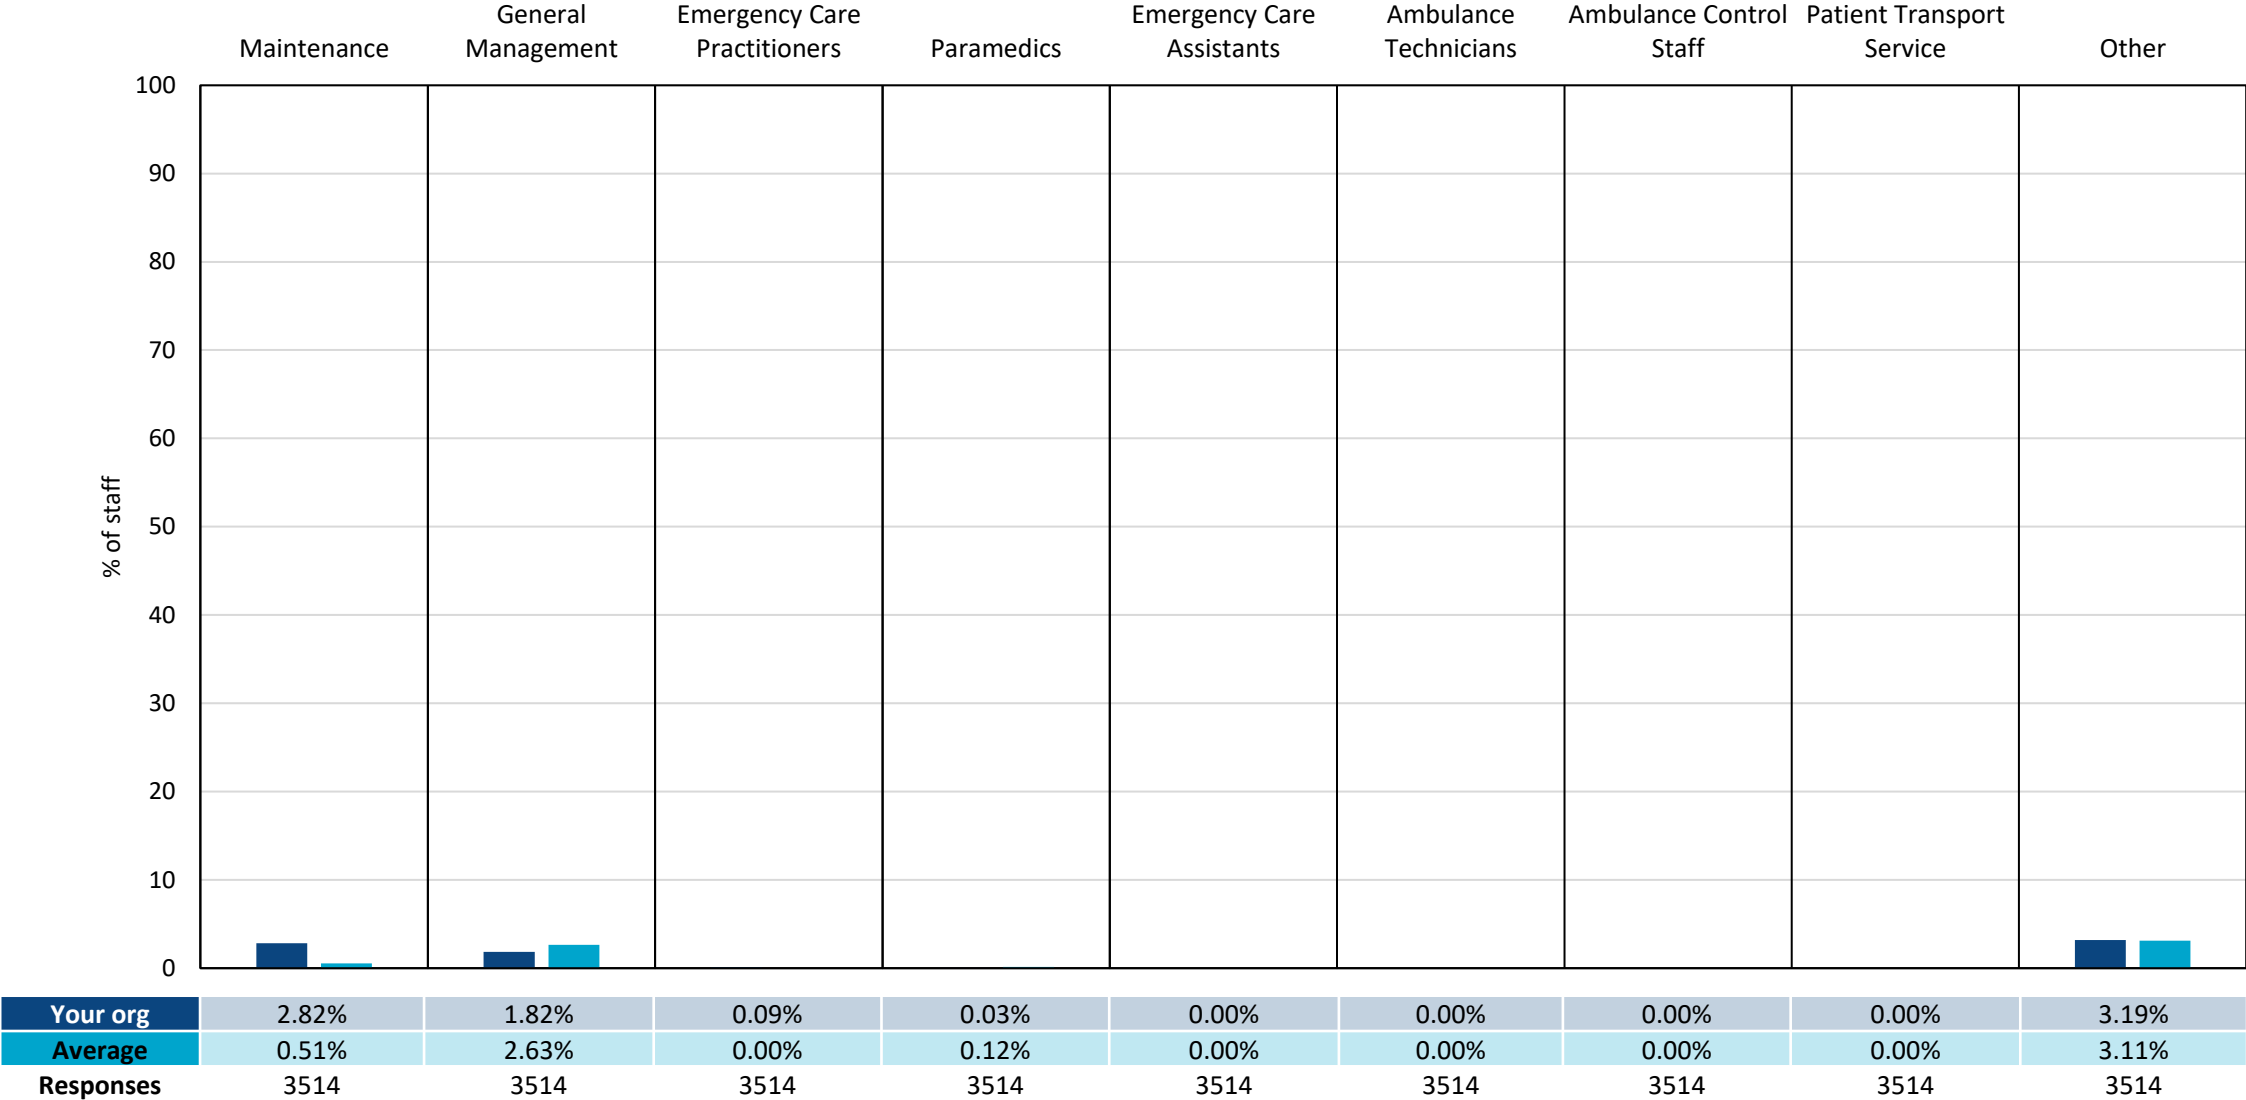 Maintenance
General
Management
Emergency Care
Practitioners
Paramedics
Emergency Care
Assistants
Ambulance
Technicians
Ambulance Control
Staff
Patient Transport
Service
Other
% of staff
100
90
80
70
60
50
40
30
20
10
0
Your org 2.82% 1.82% 0.09% 0.03% 0.00% 0.00% 0.00% 0.00% 3.19%
Average 0.51% 2.63% 0.00% 0.12% 0.00% 0.00% 0.00% 0.00% 3.11%
Responses 3514 3514 3514 3514 3514 3514 3514 3514 3514